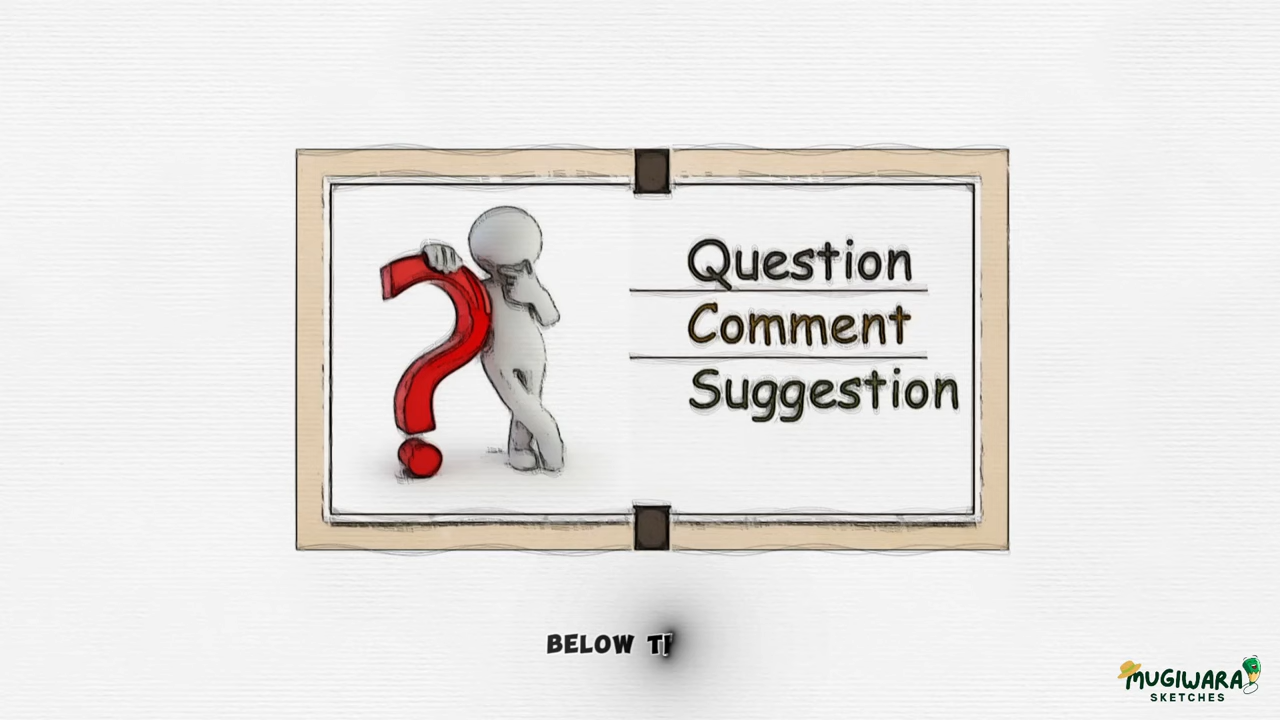 Question
Comment
Suggestion
BELOW
MUGIWARA
SKETCHES